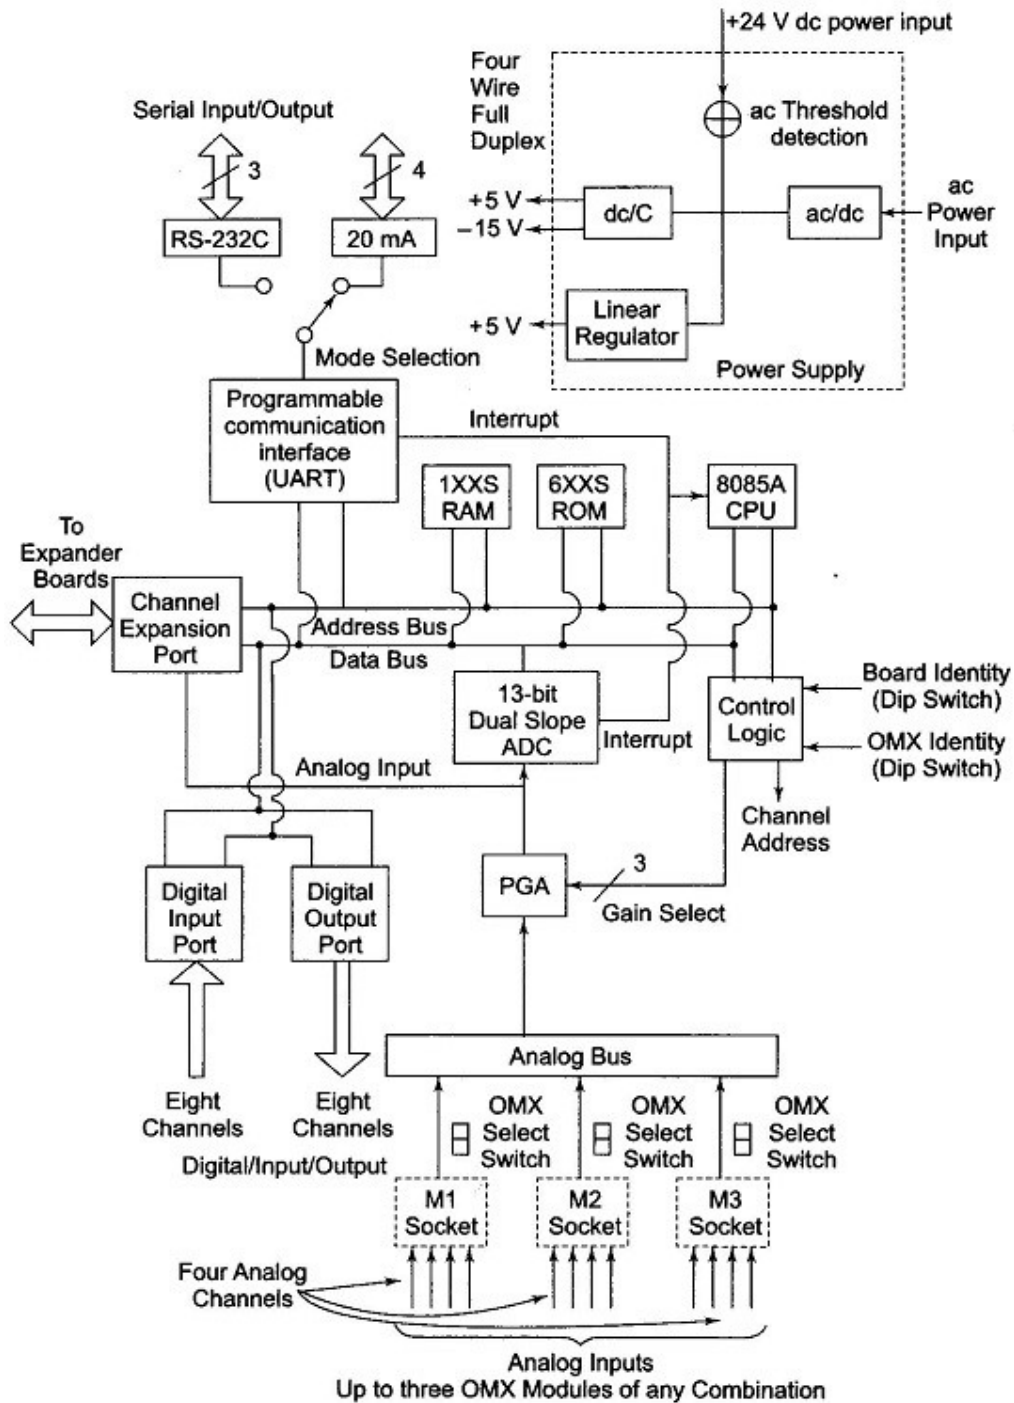 +24 V dc power input
Four
Wire
Full
Duplex
ac Threshold
detection
Serial Input/Output
3
4
+5 V
–15 V
dc/C
ac/dc
ac
Power
Input
RS-232C
20 mA
+5 V
Linear
Regulator
Power Supply
Mode Selection
Programmable
communication
interface
(UART)
Interrupt
1XXS
RAM
6XXS
ROM
8085A
CPU
To
Expander
Boards
Channel
Expansion
Port
Address Bus
Data Bus
13-bit
Dual Slope
ADC
Interrupt
Control
Logic
Board Identity
(Dip Switch)
OMX Identity
(Dip Switch)
Analog Input
Channel
Address
PGA
3
Gain Select
Digital
Input
Port
Digital
Output
Port
Analog Bus
Eight
Channels
Eight
Channels
Digital/Input/Output
OMX
Select
Switch
OMX
Select
Switch
OMX
Select
Switch
M1
Socket
M2
Socket
M3
Socket
Four Analog
Channels
Analog Inputs
Up to three OMX Modules of any Combination